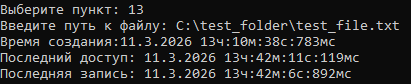 Выберите пункт: 13
Введите путь к файлу: C:\test_folder\test_file.txt
Время создания:11.3.2026 13ч:10м:38с:783мс
Последний доступ: 11.3.2026 13ч:42м:11с:119мс
Последняя запись: 11.3.2026 13ч:42м:6с:892мс